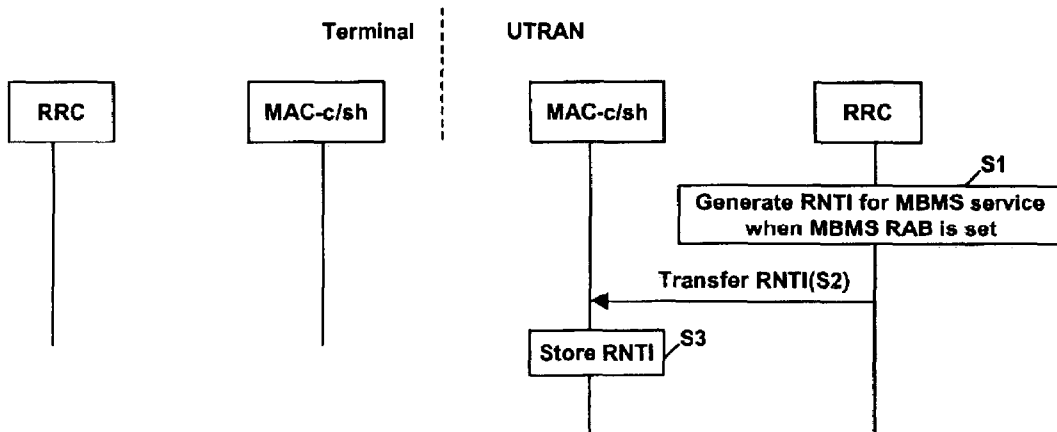 Terminal
UTRAN
RRC
MAC-c/sh
MAC-c/sh
RRC
S1
Generate RNTI for MBMS service
when MBMS RAB is set
Transfer RNTI(S2)
Store RNTI
S3